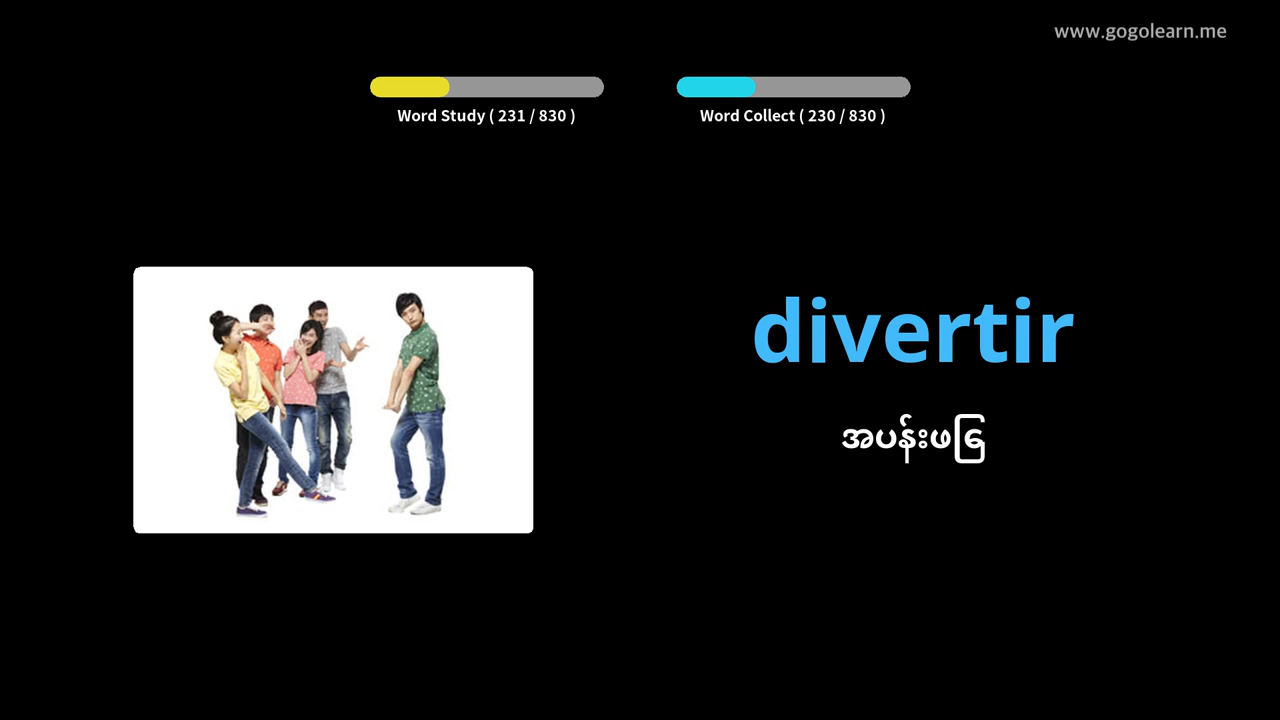 www.gogolearn.me
Word Study ( 231 / 830 )
Word Collect ( 230 / 830 )
divertir
အပန်းဖြေ